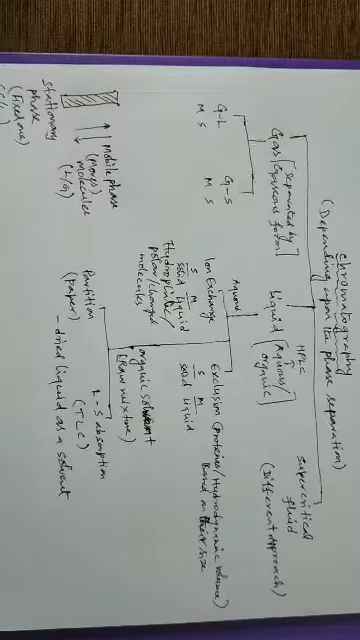 Chromatography
(Depending upon the phase separation)
Gas [separated by
gaseous form]
HPLC
Liquid [Aqueous/
organic]
Supercritical
fluid
(Different Approach)
G-L
M S
G-S
M S
Aqueous
Ion Exchange
S M
solid liquid
Hydrophilic/
polar/charged
molecules
Exclusion (Proteins/Hydrodynamic volume)
Based on their size
S M
solid liquid
organic solvent
(Raw mixture)
Partition
(paper)
L-S absorption
(TLC)
- dried liquid as a solvent
Mobile phase
(Moves)
Molecules
(L/G)
Stationary
phase
(Fixed one)